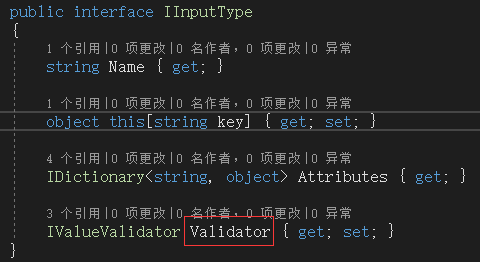 public interface IInputType
{
1 个引用|0 项更改|0 名作者，0 项更改|0 异常
string Name { get; }
1 个引用|0 项更改|0 名作者，0 项更改|0 异常
object this[string key] { get; set; }
4 个引用|0 项更改|0 名作者，0 项更改|0 异常
IDictionary<string, object> Attributes { get; }
3 个引用|0 项更改|0 名作者，0 项更改|0 异常
IValueValidator Validator { get; set; }
}